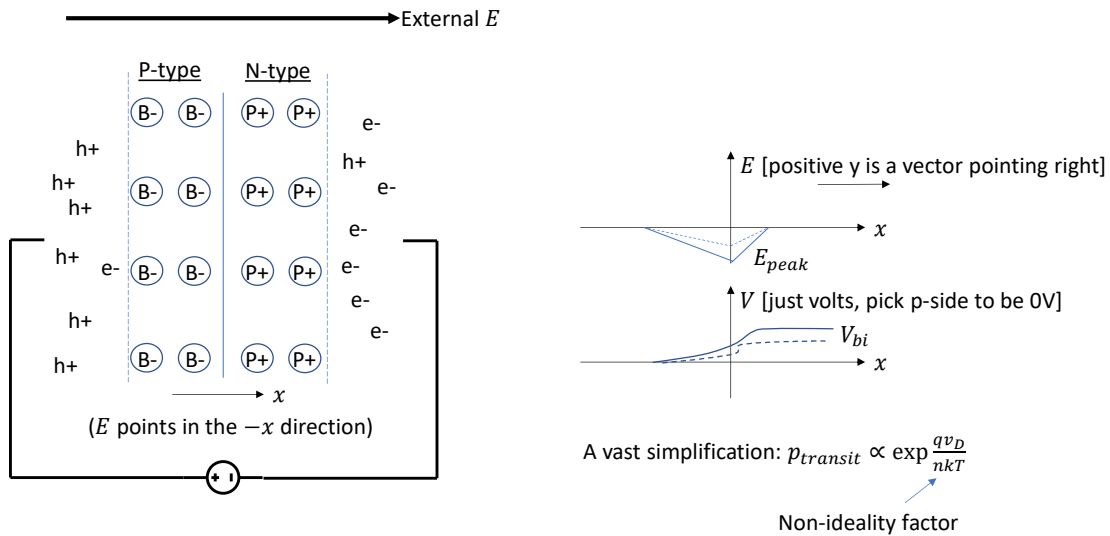 External E
P-type N-type
B- B- P+ P+
e-
h+
h+
h+ B- B- P+ P+ e-
h+
e-
h+ e- B- B- P+ P+ e-
e-
h+
e-
h+ B- B- P+ P+
x
(E points in the −x direction)
+ -
E [positive y is a vector pointing right]
x
E_peak
V [just volts, pick p-side to be 0V]
V_bi
x
A vast simplification: p_transit ∝ exp qv_D/nkT
Non-ideality factor